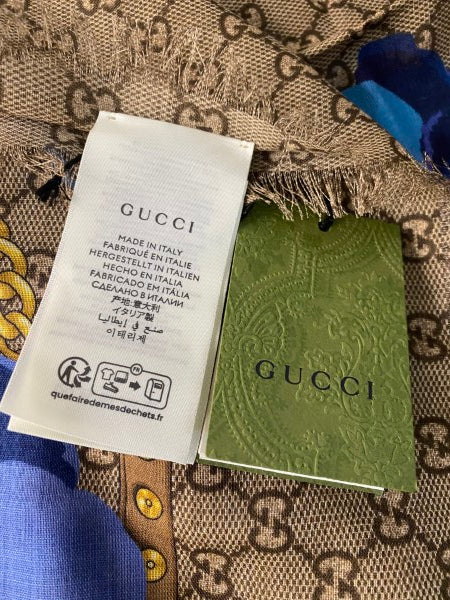 GUCCI
MADE IN ITALY
FABRIQUÉ EN ITALIE
HERGESTELLT IN ITALIEN
HECHO EN ITALIA
FABRICADO EM ITÁLIA
СДЕЛАНО В ИТАЛИИ
产地:意大利
イタリア製
صنع في إيطاليا
이태리제
FR
quefairedemesdechets.fr
GUCCI